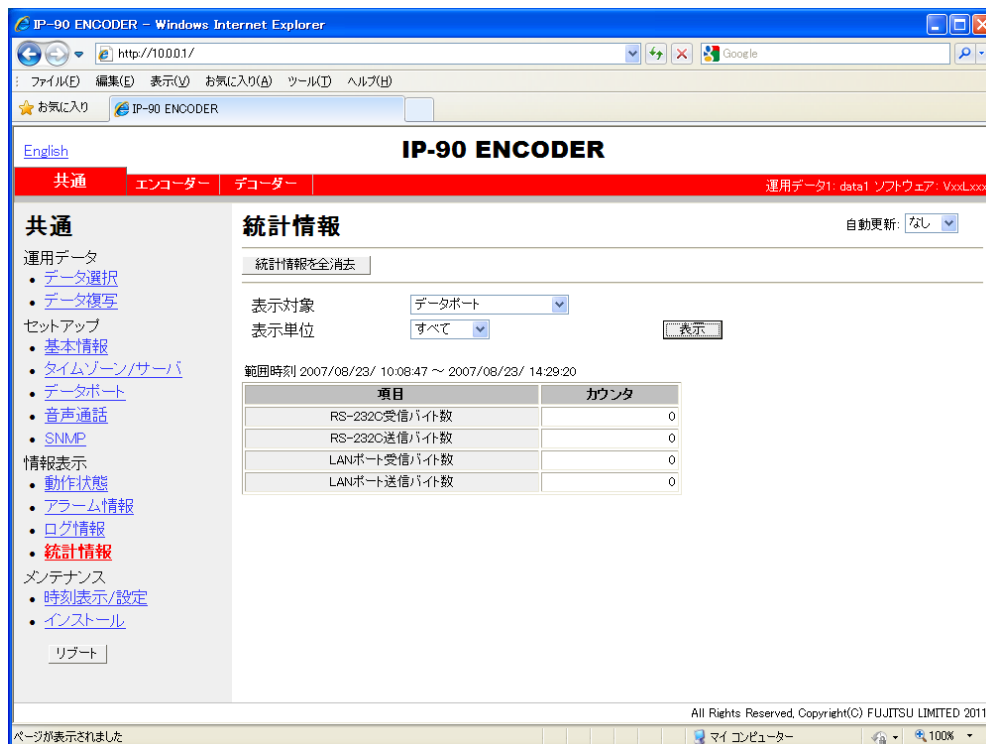 IP-90 ENCODER - Windows Internet Explorer
http://10.0.0.1/
Google
ファイル(F) 編集(E) 表示(V) お気に入り(A) ツール(T) ヘルプ(H)
お気に入り IP-90 ENCODER
English
IP-90 ENCODER
共通 エンコーダー デコーダー 運用データ1: data1 ソフトウェア: VxxLxxx
共通
運用データ
・データ選択
・データ複写
セットアップ
・基本情報
・タイムゾーン/サーバ
・データポート
・音声通話
・SNMP
情報表示
・動作状態
・アラーム情報
・ログ情報
・統計情報
メンテナンス
・時刻表示/設定
・インストール
リブート
統計情報
自動更新: なし
統計情報を全消去
表示対象 データポート
表示単位 すべて 表示
範囲時刻 2007/08/23/ 10:08:47 ～ 2007/08/23/ 14:29:20
項目 カウンタ
RS-232C受信バイト数 0
RS-232C送信バイト数 0
LANポート受信バイト数 0
LANポート送信バイト数 0
All Rights Reserved, Copyright(C) FUJITSU LIMITED 2011
ページが表示されました マイ コンピューター 100%